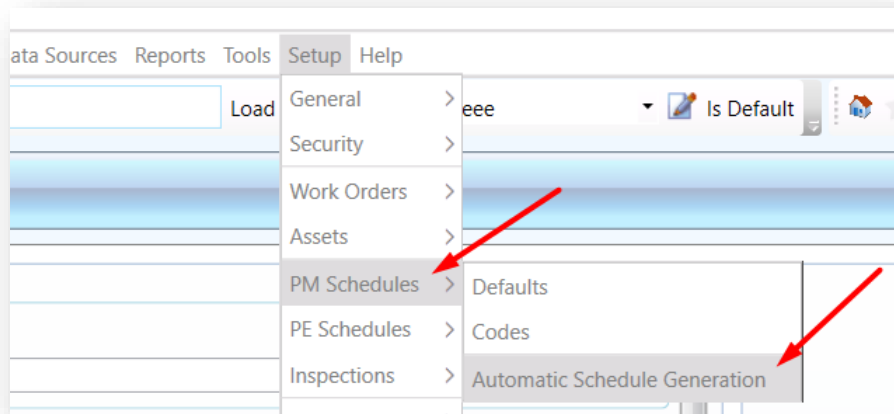 ata Sources Reports Tools Setup Help
Load General eee Is Default
Security
Work Orders
Assets
PM Schedules Defaults
PE Schedules Codes
Inspections Automatic Schedule Generation